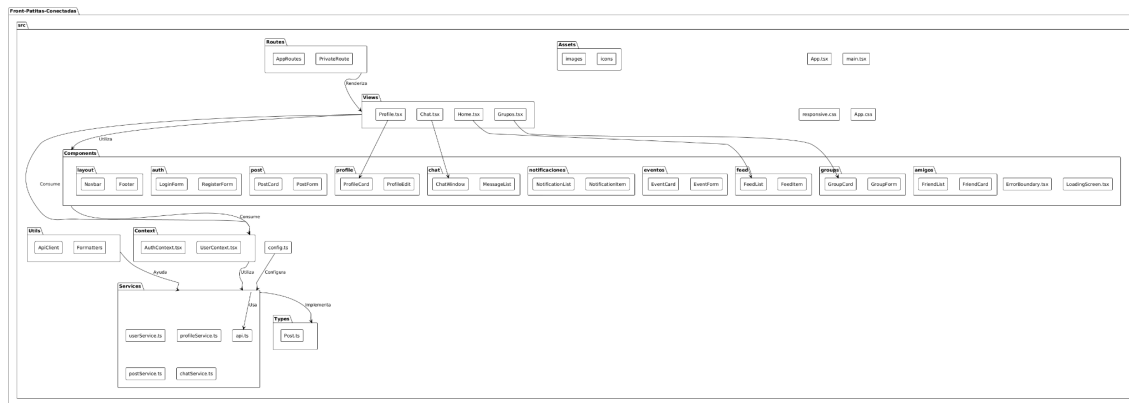 Front-Patitas-Conectadas
src
Routes
AppRoutes PrivateRoute
Assets
Images Icons
App.tsx main.tsx
Renderiza
Views
Profile.tsx Chat.tsx Home.tsx Grupos.tsx
responsive.css App.css
Utiliza
Components
layout
Navbar Footer
auth
LoginForm RegisterForm
post
PostCard PostForm
profile
ProfileCard ProfileEdit
chat
ChatWindow MessageList
notificaciones
NotificationList NotificationItem
eventos
EventCard EventForm
feed
FeedList FeedItem
groups
GroupCard GroupForm
amigos
FriendList FriendCard
ErrorBoundary.tsx LoadingScreen.tsx
Consume
Consume
Utils
ApiClient Formatters
Context
AuthContext.tsx UserContext.tsx
config.ts
Ayuda
Utiliza
Configura
Services
Usa
Implementa
userService.ts profileService.ts api.ts
postService.ts chatService.ts
Types
Post.ts